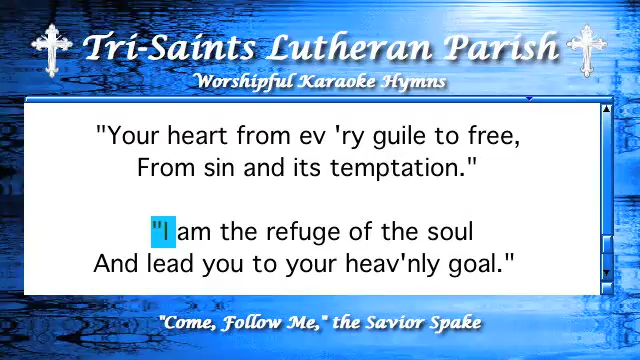 Tri-Saints Lutheran Parish
Worshipful Karaoke Hymns
"Your heart from ev 'ry guile to free,
From sin and its temptation."
"I am the refuge of the soul
And lead you to your heav'nly goal."
"Come, Follow Me," the Savior Spake